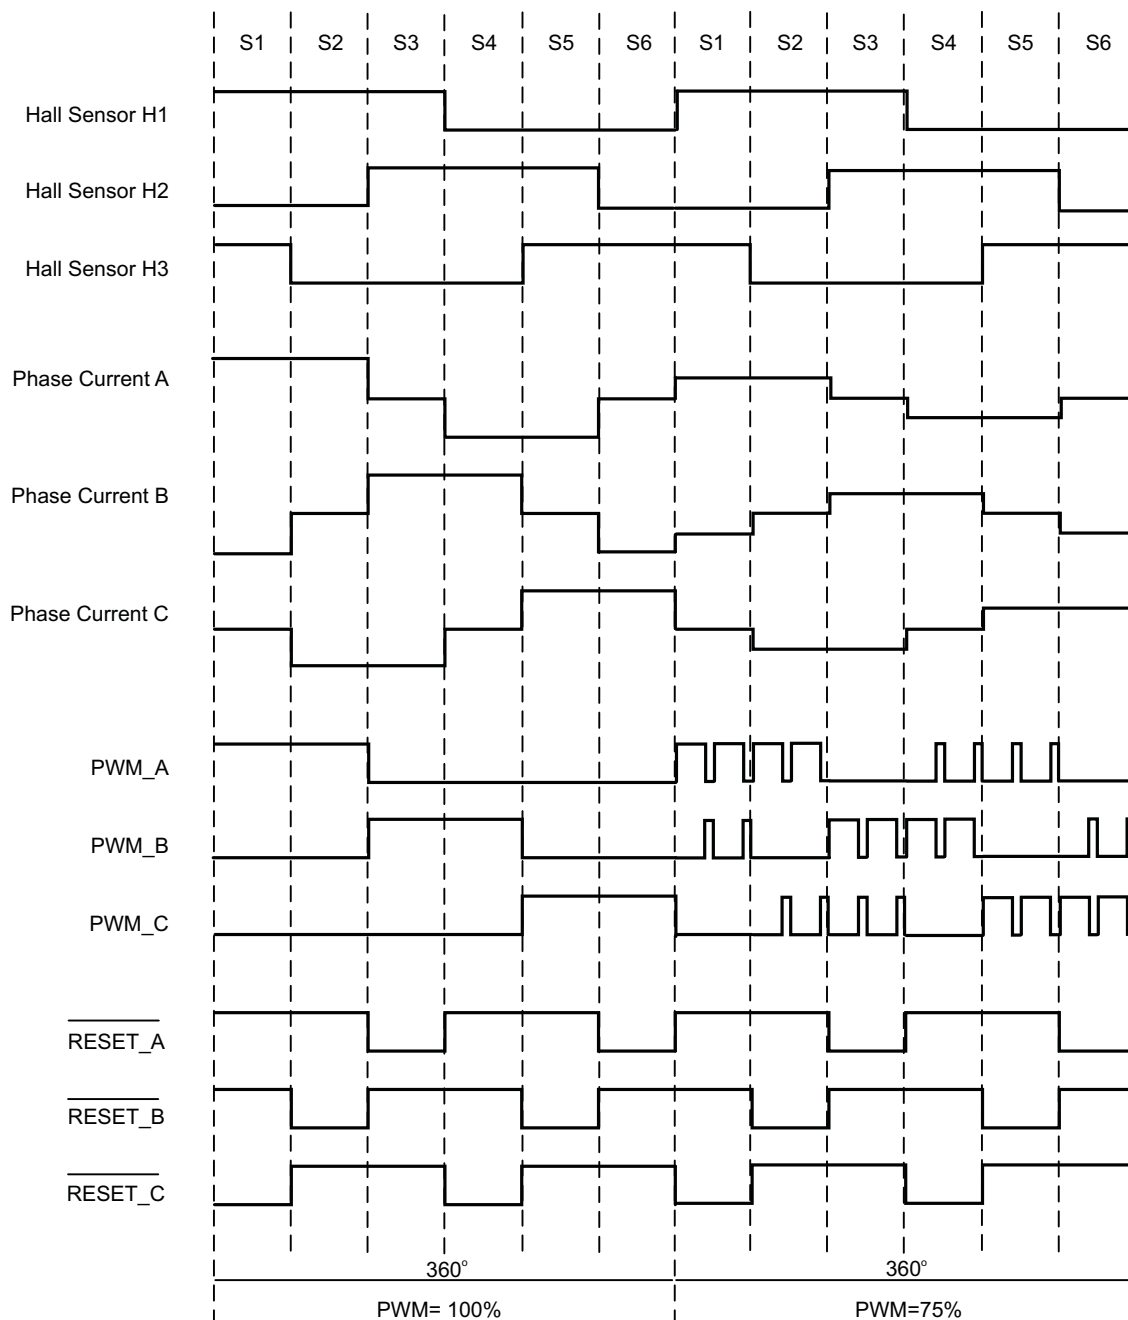 S1 S2 S3 S4 S5 S6 S1 S2 S3 S4 S5 S6
Hall Sensor H1
Hall Sensor H2
Hall Sensor H3
Phase Current A
Phase Current B
Phase Current C
PWM_A
PWM_B
PWM_C
RESET_A
RESET_B
RESET_C
360° 360°
PWM= 100% PWM=75%